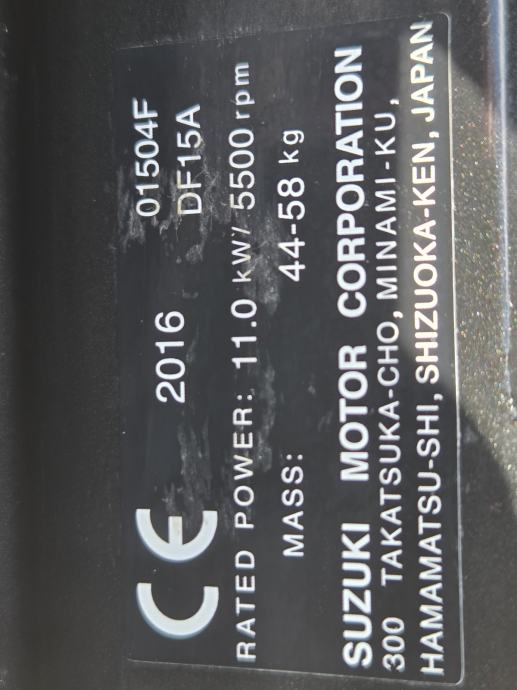 CE 2016 01504F
DF15A
RATED POWER: 11.0 kW/ 5500 rpm
MASS: 44-58 kg
SUZUKI MOTOR CORPORATION
300 TAKATSUKA-CHO, MINAMI-KU,
HAMAMATSU-SHI, SHIZUOKA-KEN, JAPAN